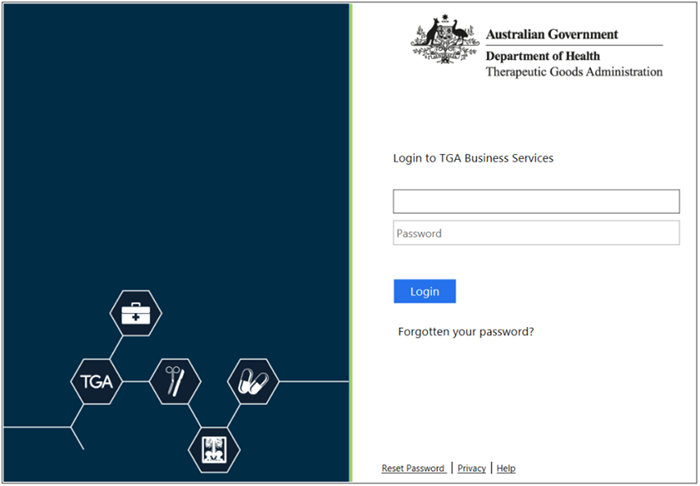 Australian Government
Department of Health
Therapeutic Goods Administration
Login to TGA Business Services
Password
Login
Forgotten your password?
TGA
Reset Password | Privacy | Help